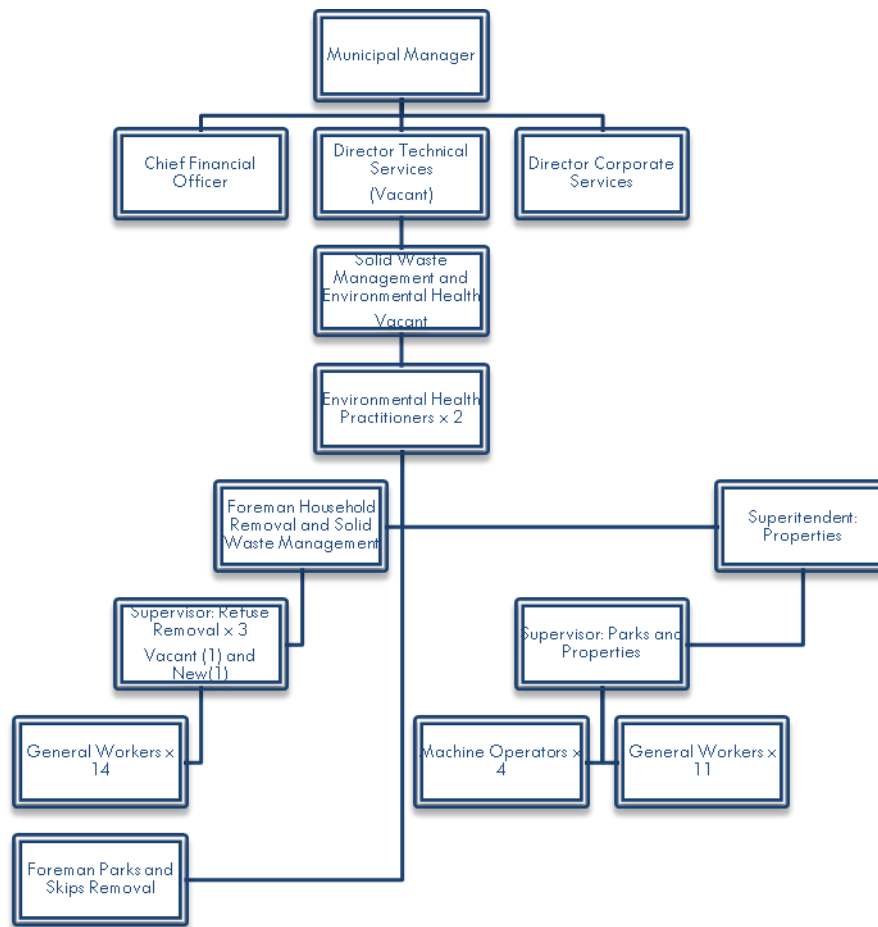 Municipal Manager
Chief Financial
Officer
Director Technical
Services
(Vacant)
Director Corporate
Services
Solid Waste
Management and
Environmental Health
Vacant
Environmental Health
Practitioners x 2
Foreman Household
Removal and Solid
Waste Management
Superitendent:
Properties
Supervisor: Refuse
Removal x 3
Vacant (1) and
New(1)
Supervisor: Parks and
Properties
General Workers x
14
Machine Operators x
4
General Workers x
11
Foreman Parks and
Skips Removal